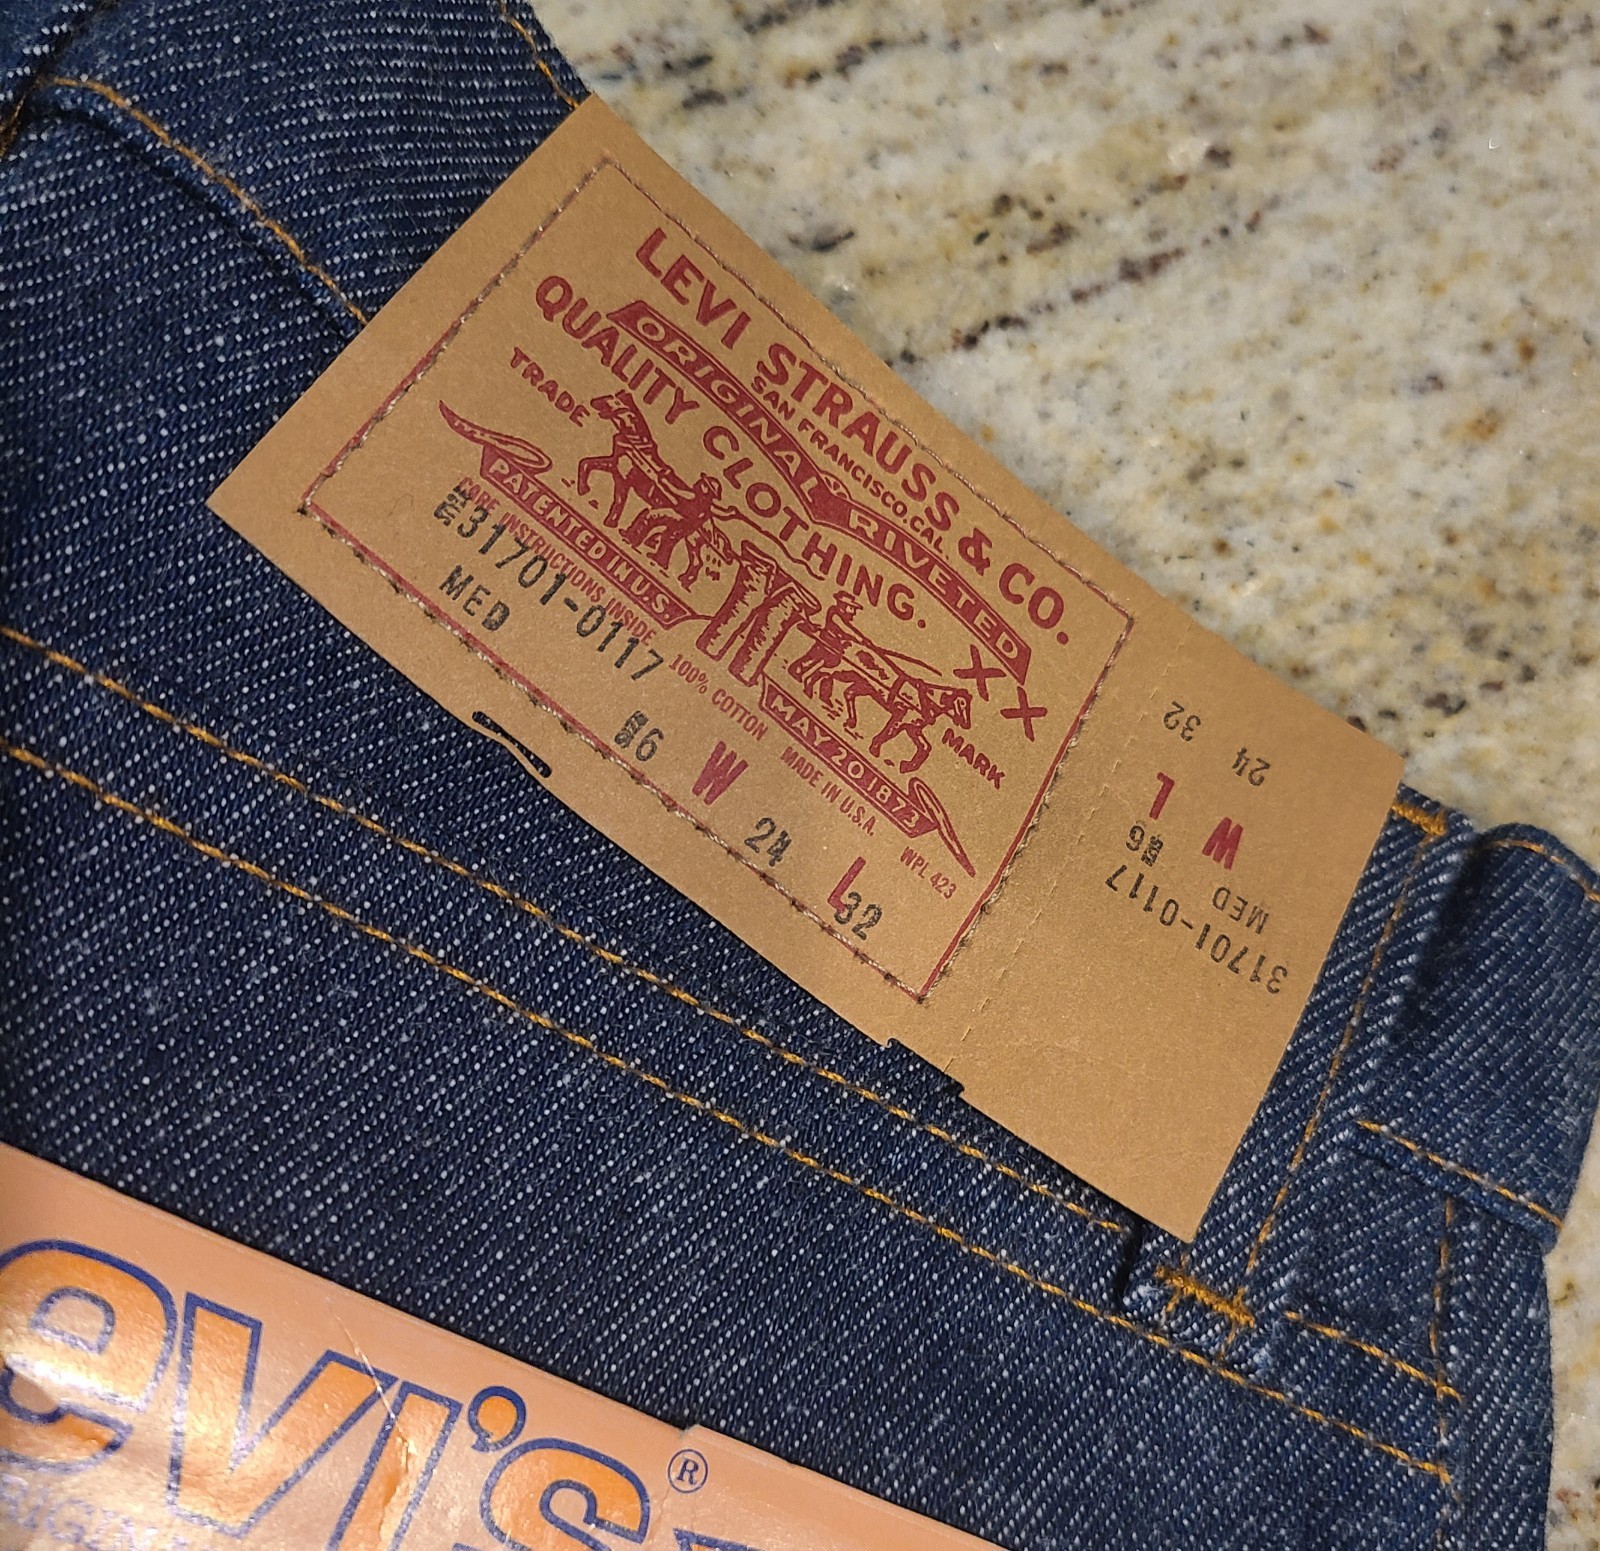 LEVI STRAUSS & CO.
SAN FRANCISCO, CAL.
ORIGINAL RIVETED
QUALITY CLOTHING.
XX
TRADE MARK
PATENTED IN U.S. MAY 20 1873
CARE INSTRUCTIONS INSIDE 100% COTTON MADE IN U.S.A. WPL 423
31701-0117
MED
6 W 24 L 32
31701-0117
MED
6
W L
24 32
evi's®